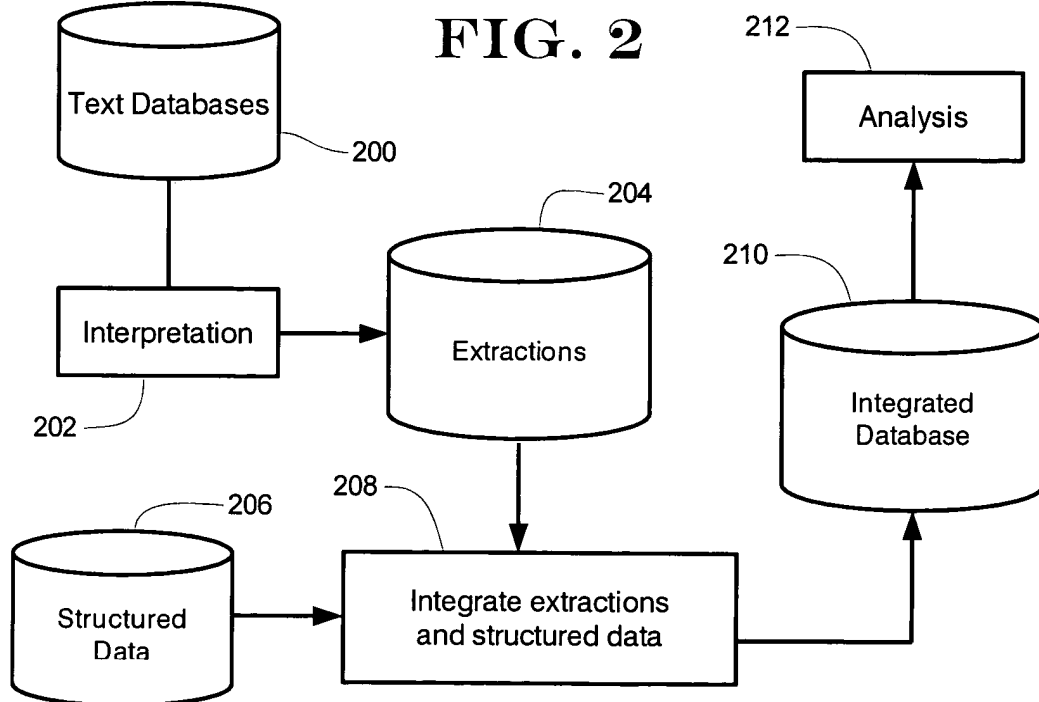 FIG. 2
Text Databases
200
212
Analysis
204
Interpretation
202
Extractions
210
Integrated
Database
206
Structured
Data
208
Integrate extractions
and structured data